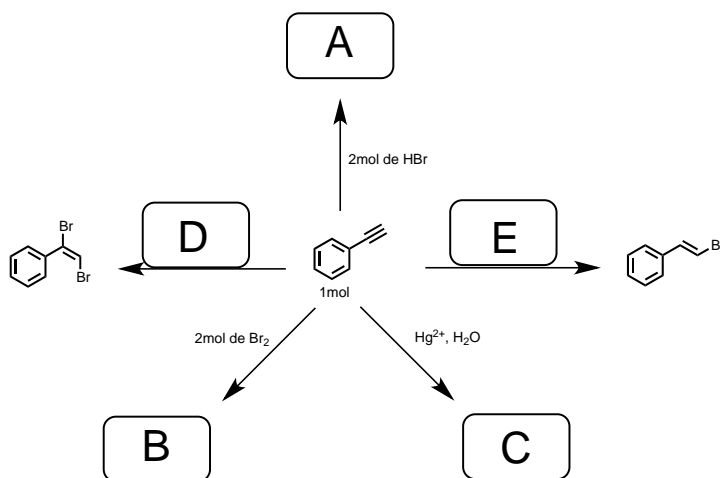 A
2mol de HBr
Br
Br
D
E
B
1mol
2mol de Br2
Hg2+, H2O
B
C